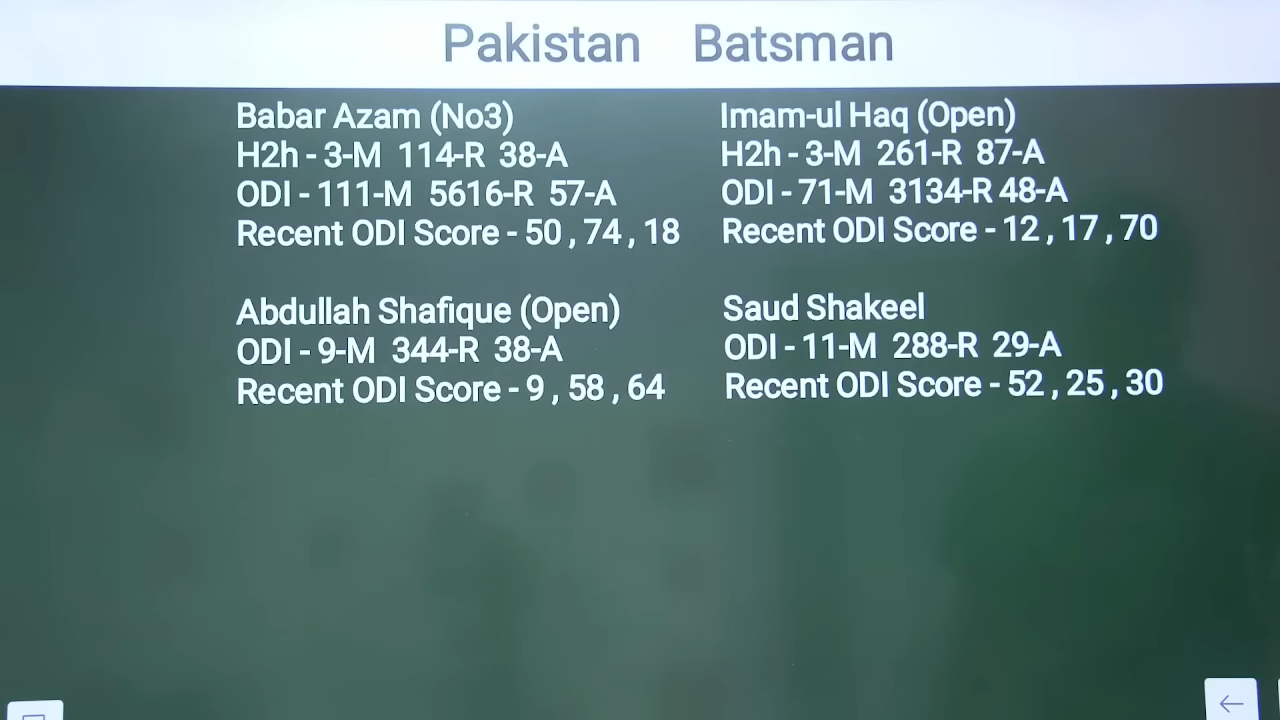 Pakistan Batsman
Babar Azam (No3)
H2h - 3-M 114-R 38-A
ODI - 111-M 5616-R 57-A
Recent ODI Score - 50 , 74 , 18
Imam-ul Haq (Open)
H2h - 3-M 261-R 87-A
ODI - 71-M 3134-R 48-A
Recent ODI Score - 12 , 17 , 70
Abdullah Shafique (Open)
ODI - 9-M 344-R 38-A
Recent ODI Score - 9 , 58 , 64
Saud Shakeel
ODI - 11-M 288-R 29-A
Recent ODI Score - 52 , 25 , 30